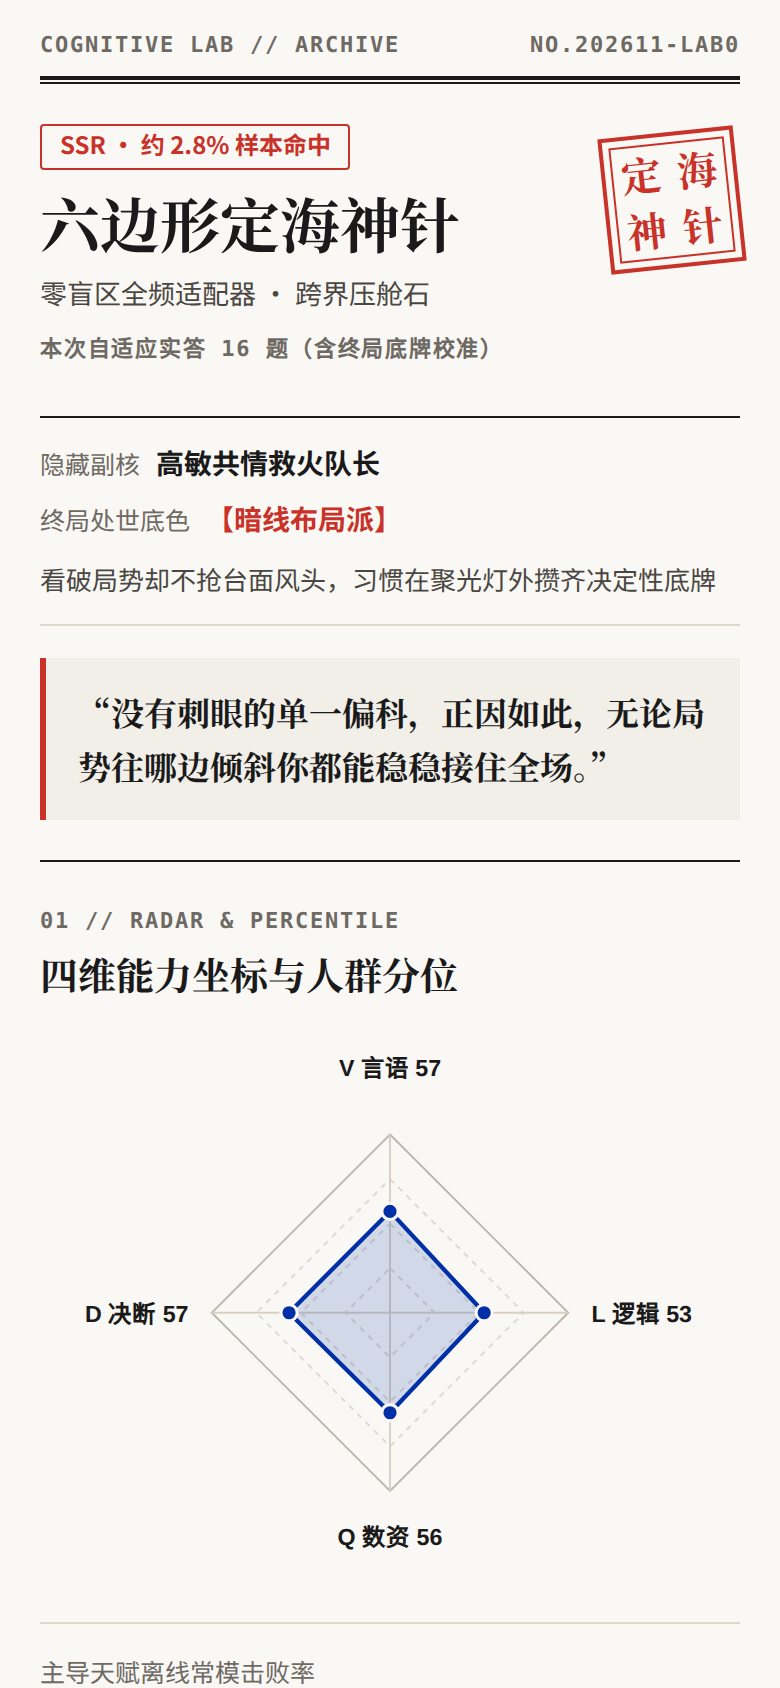 COGNITIVE LAB // ARCHIVE
NO.202611-LAB0
SSR · 约 2.8% 样本命中
六边形定海神针
定海
神针
零盲区全频适配器 · 跨界压舱石
本次自适应实答 16 题（含终局底牌校准）
隐藏副核 高敏共情救火队长
终局处世底色 【暗线布局派】
看破局势却不抢台面风头，习惯在聚光灯外攒齐决定性底牌
“没有刺眼的单一偏科，正因如此，无论局
势往哪边倾斜你都能稳稳接住全场。”
01 // RADAR & PERCENTILE
四维能力坐标与人群分位
V 言语 57
D 决断 57
L 逻辑 53
Q 数资 56
主导天赋离线常模击败率